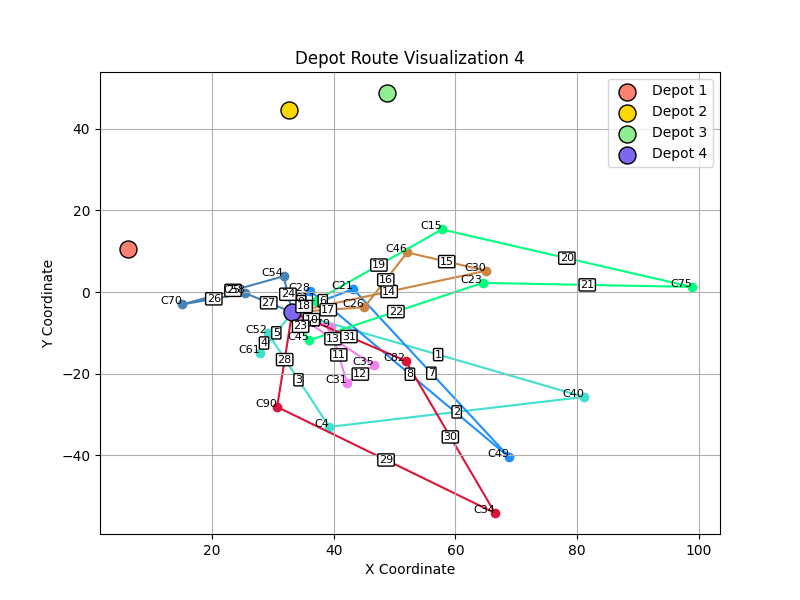 Depot Route Visualization 4
Depot 1
Depot 2
Depot 3
Depot 4
40
20
0
−20
−40
20
40
60
80
100
X Coordinate
Y Coordinate
C15
C46
C30
C23
C75
C54
C58
C70
C28
C21
C26
C52
C61
C45
C35
C31
C82
C40
C90
C4
C49
C34
1
2
3
4
5
6
7
8
10
11
12
13
14
15
16
17
18
19
20
21
22
23
24
25
26
27
28
29
30
31